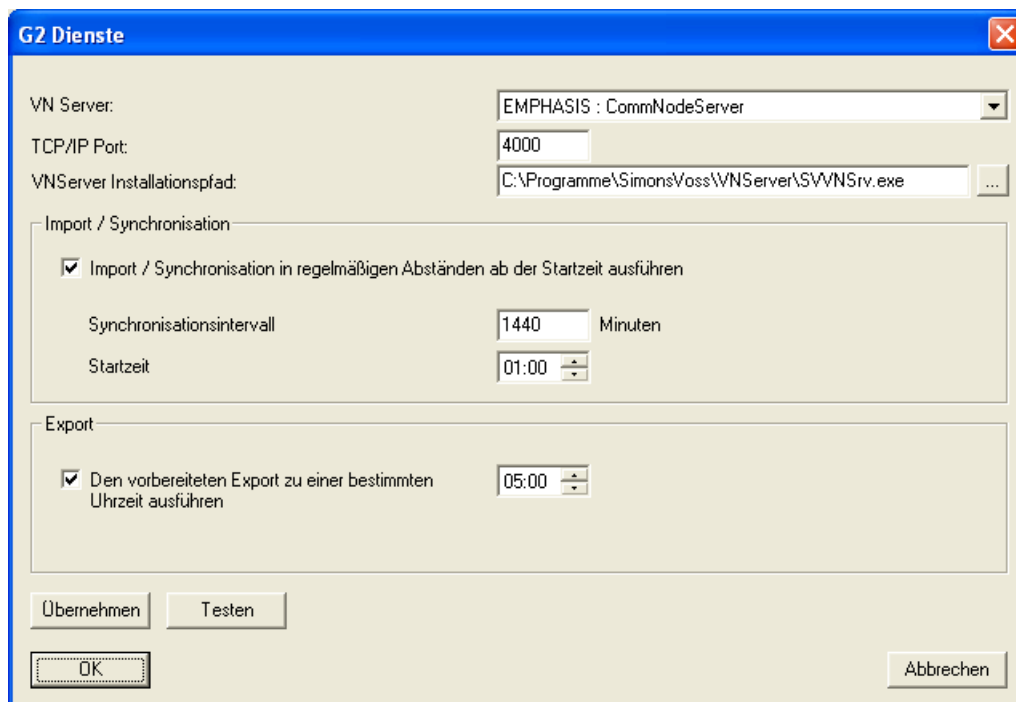 G2 Dienste
VN Server: EMPHASIS : CommNodeServer
TCP/IP Port: 4000
VNServer Installationspfad: C:\Programme\SimonsVoss\VNServer\SVVNSrv.exe ...
Import / Synchronisation
Import / Synchronisation in regelmäßigen Abständen ab der Startzeit ausführen
Synchronisationsintervall 1440 Minuten
Startzeit 01:00
Export
Den vorbereiteten Export zu einer bestimmten 05:00
Uhrzeit ausführen
Übernehmen Testen
OK Abbrechen